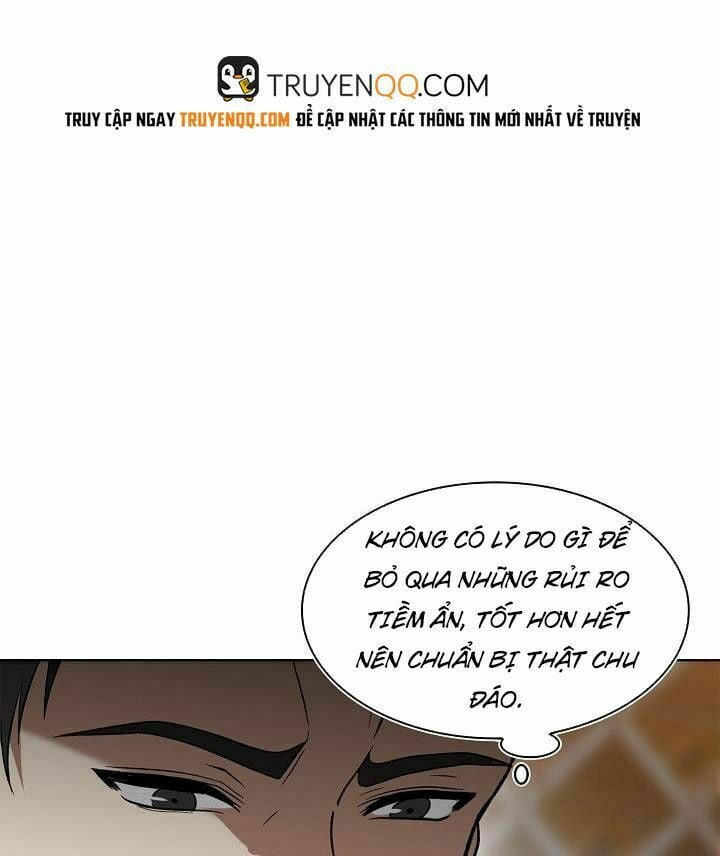 TRUYENQQ.COM
TRUY CẬP NGAY TRUYENQQ.COM ĐỂ CẬP NHẬT CÁC THÔNG TIN MỚI NHẤT VỀ TRUYỆN
KHÔNG CÓ LÝ DO GÌ ĐỂ
BỎ QUA NHỮNG RỦI RO
TIỀM ẨN, TỐT HƠN HẾT
NÊN CHUẨN BỊ THẬT CHU
ĐÁO.